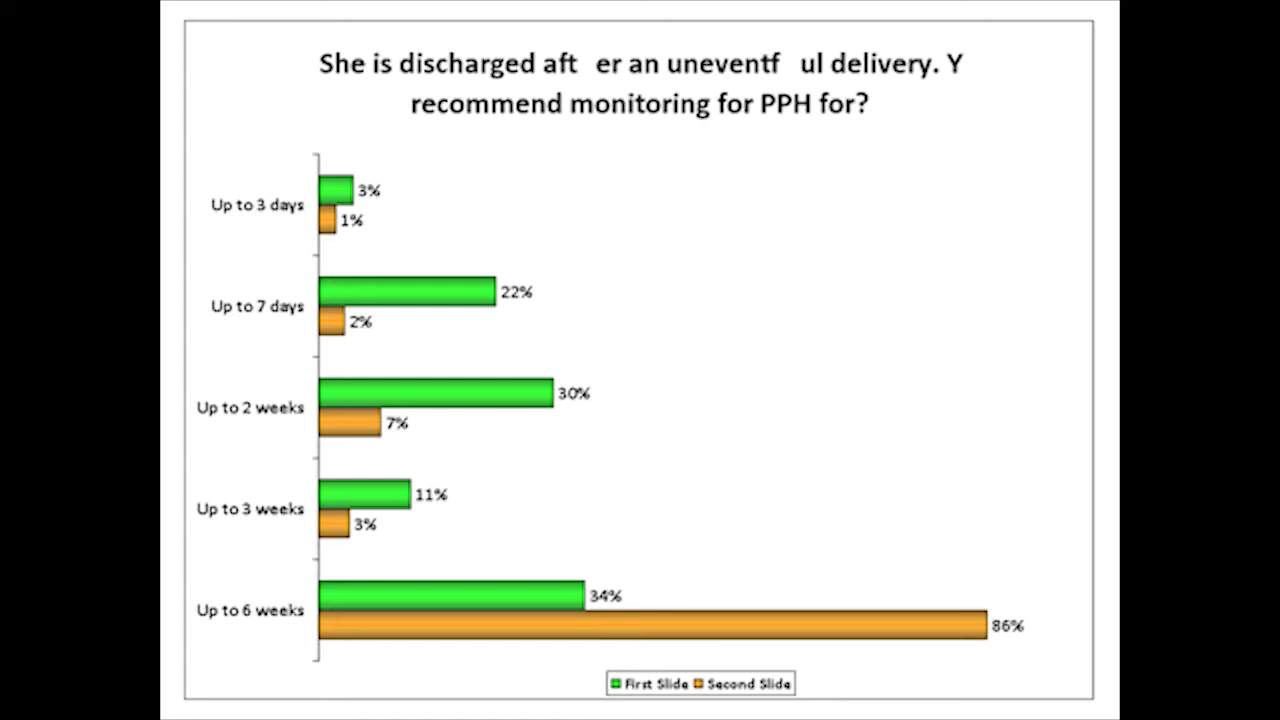 She is discharged aft er an uneventf ul delivery. Y
recommend monitoring for PPH for?
Up to 3 days
3%
1%
Up to 7 days
22%
2%
Up to 2 weeks
30%
7%
Up to 3 weeks
11%
3%
Up to 6 weeks
34%
86%
First Slide Second Slide